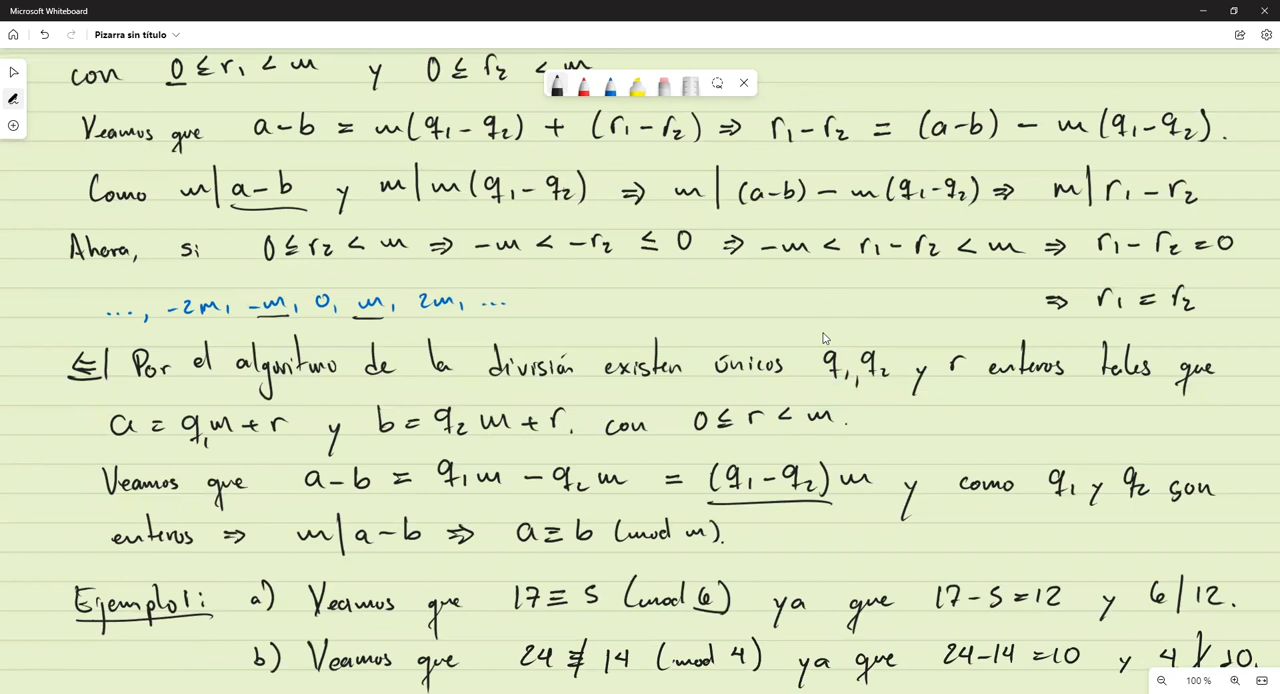 Microsoft Whiteboard
Pizarra sin título
con 0 ≤ r₁ < m y 0 ≤ r₂ < m
Veamos que a-b = m(q₁-q₂) + (r₁-r₂) ⇒ r₁-r₂ = (a-b) - m(q₁-q₂).
Como m|a-b y m|m(q₁-q₂) ⇒ m|(a-b) - m(q₁-q₂) ⇒ m|r₁-r₂
Ahora, si 0 ≤ r₂ < m ⇒ -m < -r₂ ≤ 0 ⇒ -m < r₁-r₂ < m ⇒ r₁-r₂=0
..., -2m, -m, 0, m, 2m, ... ⇒ r₁ = r₂
⇐| Por el algoritmo de la división existen únicos q₁, q₂ y r enteros tales que
a = q₁m+r y b = q₂m+r, con 0 ≤ r < m.
Veamos que a-b = q₁m - q₂m = (q₁-q₂)m y como q₁ y q₂ son
enteros ⇒ m|a-b ⇒ a≡b (mod m).
Ejemplo1: a) Veamos que 17≡5 (mod 6) ya que 17-5=12 y 6|12.
b) Veamos que 24≢14 (mod 4) ya que 24-14=10 y 4∤10.
100 %